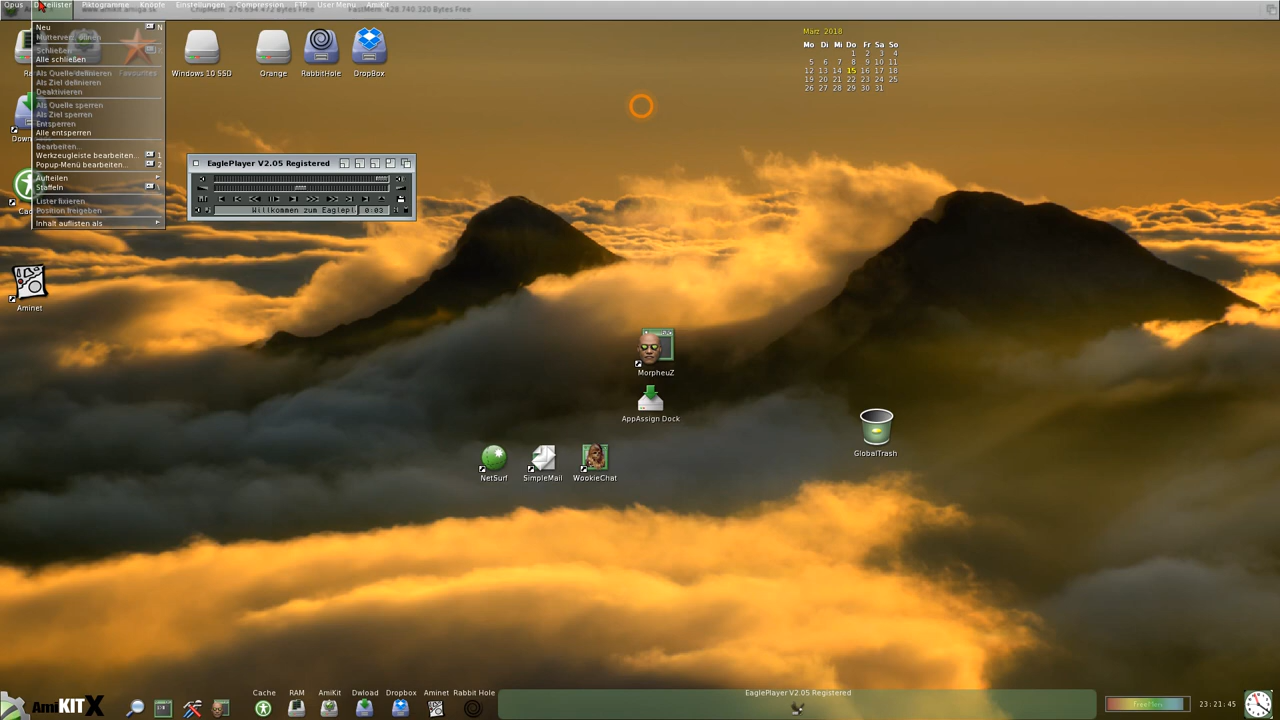 Opus Dateilister Piktogramme Knöpfe Einstellungen Compression FTP User Menu AmiKit
Neu N
Schließen
Alle schließen
Als Quelle definieren
Als Ziel definieren
Deaktivieren
Als Quelle sperren
Als Ziel sperren
Entsperren
Alle entsperren
Bearbeiten...
Werkzeugleiste bearbeiten... 1
Popup-Menü bearbeiten... 2
Aufteilen
Staffeln \
Lister fixieren
Position freigeben
Inhalt auflisten als
Favourites
Windows 10 SSD
Orange
RabbitHole
DropBox
März 2018
Mo Di Mi Do Fr Sa So
1 2 3 4
5 6 7 8 9 10 11
12 13 14 15 16 17 18
19 20 21 22 23 24 25
26 27 28 29 30 31
EaglePlayer V2.05 Registered
Willkommen zum Eaglepl 0:03
Aminet
MorpheuZ
AppAssign Dock
GlobalTrash
NetSurf
SimpleMail
WookieChat
AmiKIT X
Cache RAM AmiKit Dwload Dropbox Aminet Rabbit Hole
EaglePlayer V2.05 Registered
FreeMem
23:21:45